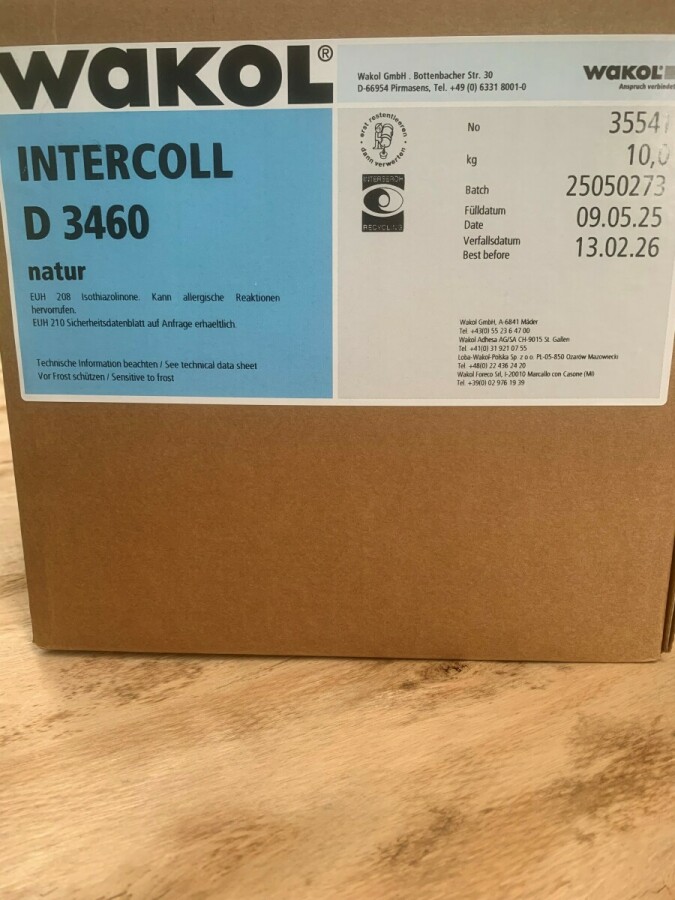 WAKOL®
Wakol GmbH . Bottenbacher Str. 30
D-66954 Pirmasens, Tel. +49 (0) 6331 8001-0
WAKOL
Anspruch verbindet
INTERCOLL
D 3460
natur
EUH 208 Isothiazolinone. Kann allergische Reaktionen
hervorrufen.
EUH 210 Sicherheitsdatenblatt auf Anfrage erhaeltlich
Technische Information beachten / See technical data sheet
Vor Frost schützen / Sensitive to frost
erst restentleeren
dann verwerten
INTERSEROH
RECYCLING
No 35541
kg 10,0
Batch 25050273
Fülldatum
Date 09.05.25
Verfallsdatum
Best before 13.02.26
Wakol GmbH, A-6841 Mäder
Tel. +43(0) 55 23 6 47 00
Wakol Adhesa AG/SA CH-9015 St. Gallen
Tel. +41(0) 31 921 07 55
Loba-Wakol-Polska Sp. z o.o. PL-05-850 Ozarów Mazowiecki
Tel. +48(0) 22 436 24 20
Wakol Foreco Srl, I-20010 Marcallo con Casone (MI)
Tel. +39(0) 02 976 19 39